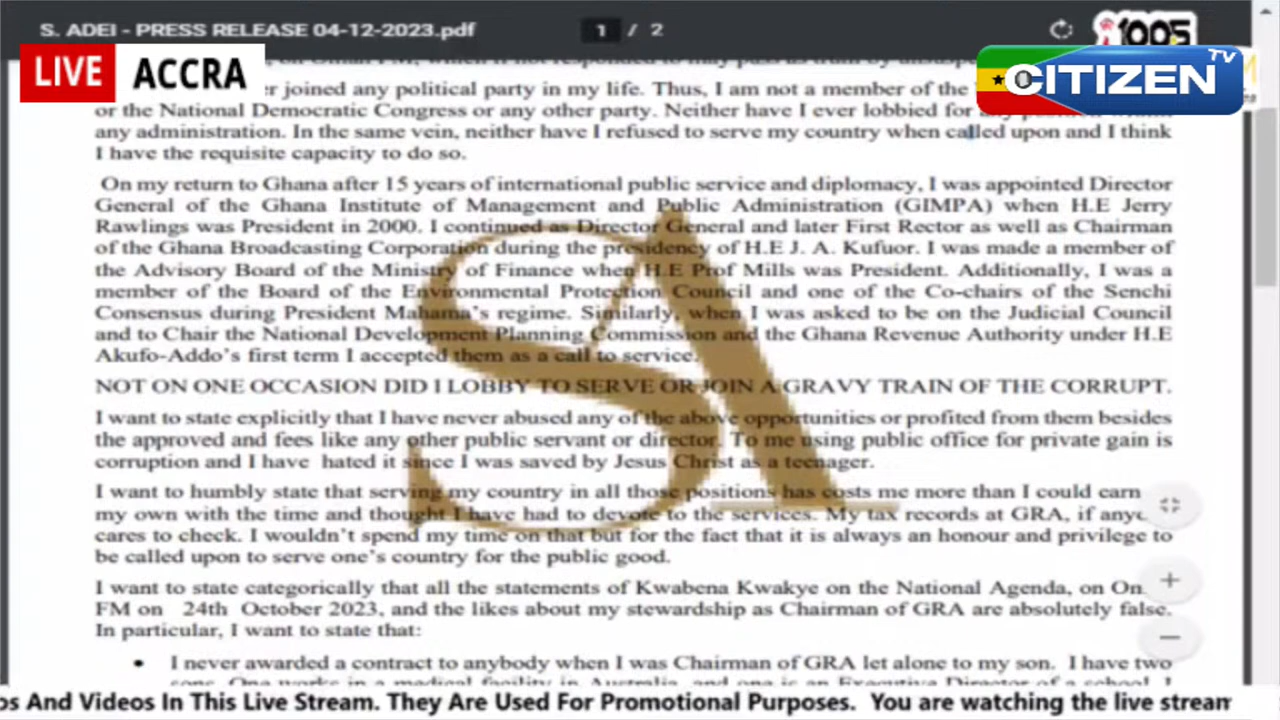 S. ADEI - PRESS RELEASE 04-12-2023.pdf
1 / 2
1005
LIVE ACCRA
CITIZEN TV
r joined any political party in my life. Thus, I am not a member of the
or the National Democratic Congress or any other party. Neither have I ever lobbied for any
any administration. In the same vein, neither have I refused to serve my country when called upon and I think
I have the requisite capacity to do so.
On my return to Ghana after 15 years of international public service and diplomacy, I was appointed Director
General of the Ghana Institute of Management and Public Administration (GIMPA) when H.E Jerry
Rawlings was President in 2000. I continued as Director General and later First Rector as well as Chairman
of the Ghana Broadcasting Corporation during the presidency of H.E J. A. Kufuor. I was made a member of
the Advisory Board of the Ministry of Finance when H.E Prof Mills was President. Additionally, I was a
member of the Board of the Environmental Protection Council and one of the Co-chairs of the Senchi
Consensus during President Mahama's regime. Similarly, when I was asked to be on the Judicial Council
and to Chair the National Development Planning Commission and the Ghana Revenue Authority under H.E
Akufo-Addo's first term I accepted them as a call to service.
NOT ON ONE OCCASION DID I LOBBY TO SERVE OR JOIN A GRAVY TRAIN OF THE CORRUPT.
I want to state explicitly that I have never abused any of the above opportunities or profited from them besides
the approved and fees like any other public servant or director. To me using public office for private gain is
corruption and I have hated it since I was saved by Jesus Christ as a teenager.
I want to humbly state that serving my country in all those positions has costs me more than I could earn
my own with the time and thought I have had to devote to the services. My tax records at GRA, if anyo
cares to check. I wouldn't spend my time on that but for the fact that it is always an honour and privilege to
be called upon to serve one's country for the public good.
I want to state categorically that all the statements of Kwabena Kwakye on the National Agenda, on
FM on 24th October 2023, and the likes about my stewardship as Chairman of GRA are absolutely false.
In particular, I want to state that:
• I never awarded a contract to anybody when I was Chairman of GRA let alone to my son. I have two
sons. One works in a medical facility in Australia, and one is an Executive Director of a school. I
SA
os And Videos In This Live Stream. They Are Used For Promotional Purposes. You are watching the live stream